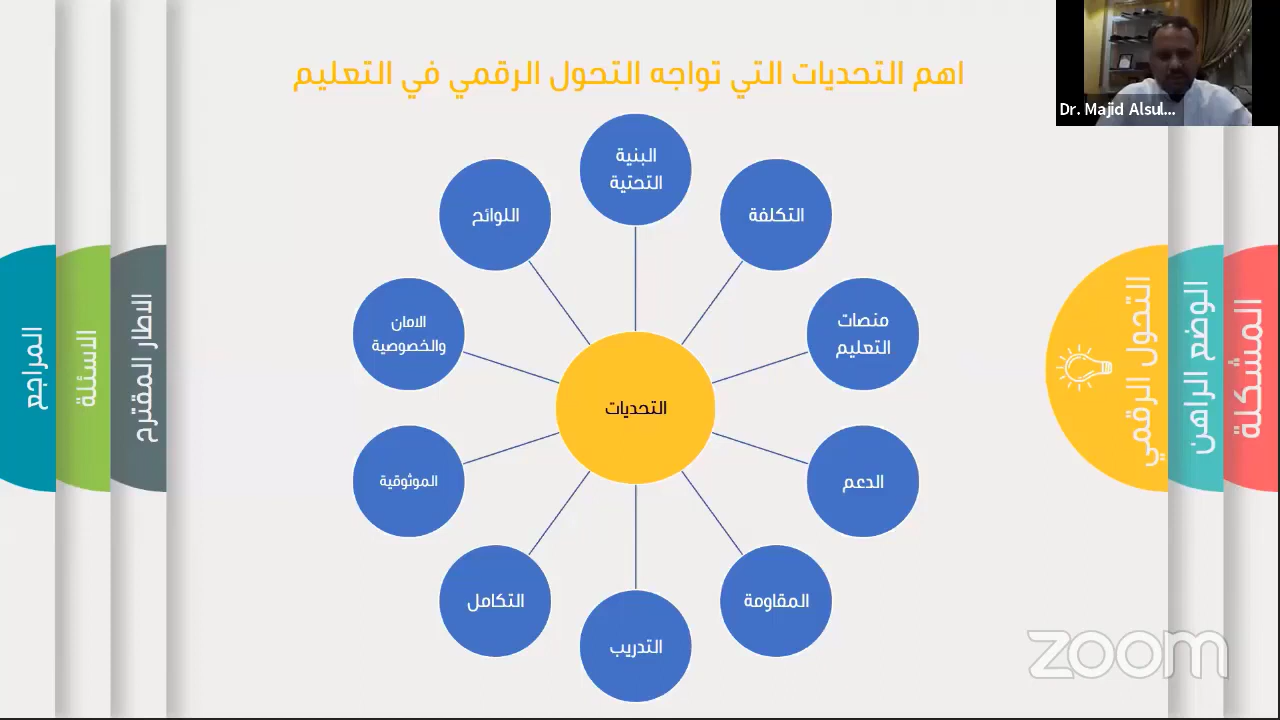 اهم التحديات التي تواجه التحول الرقمي في التعليم
Dr. Majid Alsul...
البنية
التحتية
التكلفة
منصات
التعليم
الدعم
المقاومة
التدريب
التكامل
الموثوقية
الامان
والخصوصية
اللوائح
التحديات
المشكلة
الوضع الراهن
التحول الرقمي
الاطار المقترح
الاسئلة
المراجع
zoom